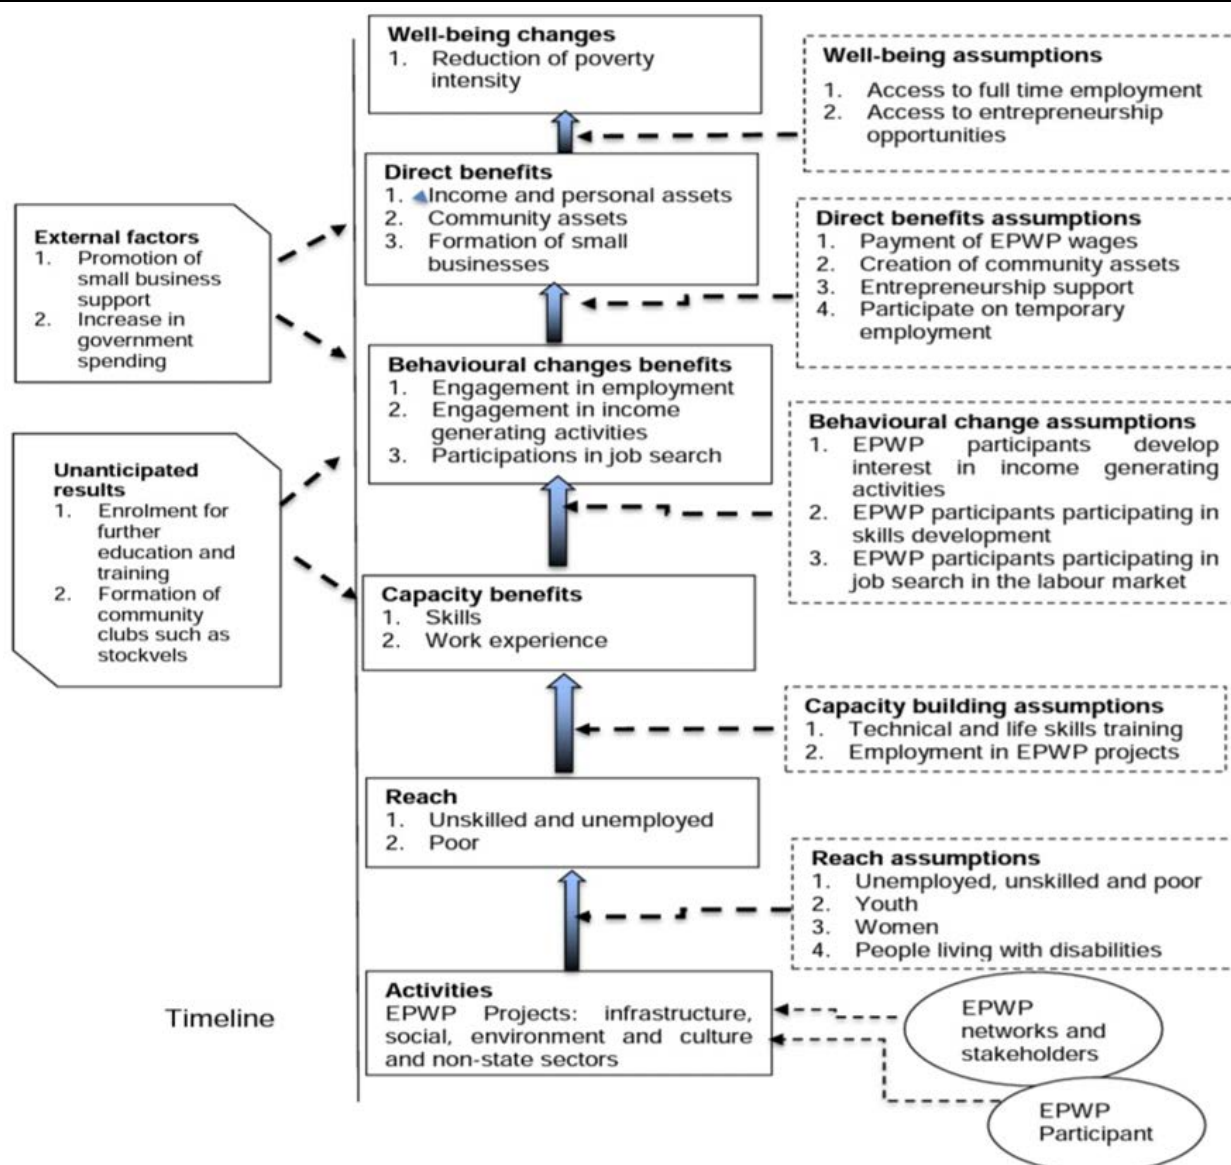 Well-being changes
1. Reduction of poverty
intensity
Well-being assumptions
1. Access to full time employment
2. Access to entrepreneurship
opportunities
Direct benefits
1. Income and personal assets
2. Community assets
3. Formation of small
businesses
External factors
1. Promotion of
small business
support
2. Increase in
government
spending
Direct benefits assumptions
1. Payment of EPWP wages
2. Creation of community assets
3. Entrepreneurship support
4. Participate on temporary
employment
Behavioural changes benefits
1. Engagement in employment
2. Engagement in income
generating activities
3. Participations in job search
Behavioural change assumptions
1. EPWP participants develop
interest in income generating
activities
2. EPWP participants participating in
skills development
3. EPWP participants participating in
job search in the labour market
Unanticipated
results
1. Enrolment for
further
education and
training
2. Formation of
community
clubs such as
stockvels
Capacity benefits
1. Skills
2. Work experience
Capacity building assumptions
1. Technical and life skills training
2. Employment in EPWP projects
Reach
1. Unskilled and unemployed
2. Poor
Reach assumptions
1. Unemployed, unskilled and poor
2. Youth
3. Women
4. People living with disabilities
Activities
EPWP Projects: infrastructure,
social, environment and culture
and non-state sectors
Timeline
EPWP
networks and
stakeholders
EPWP
Participant